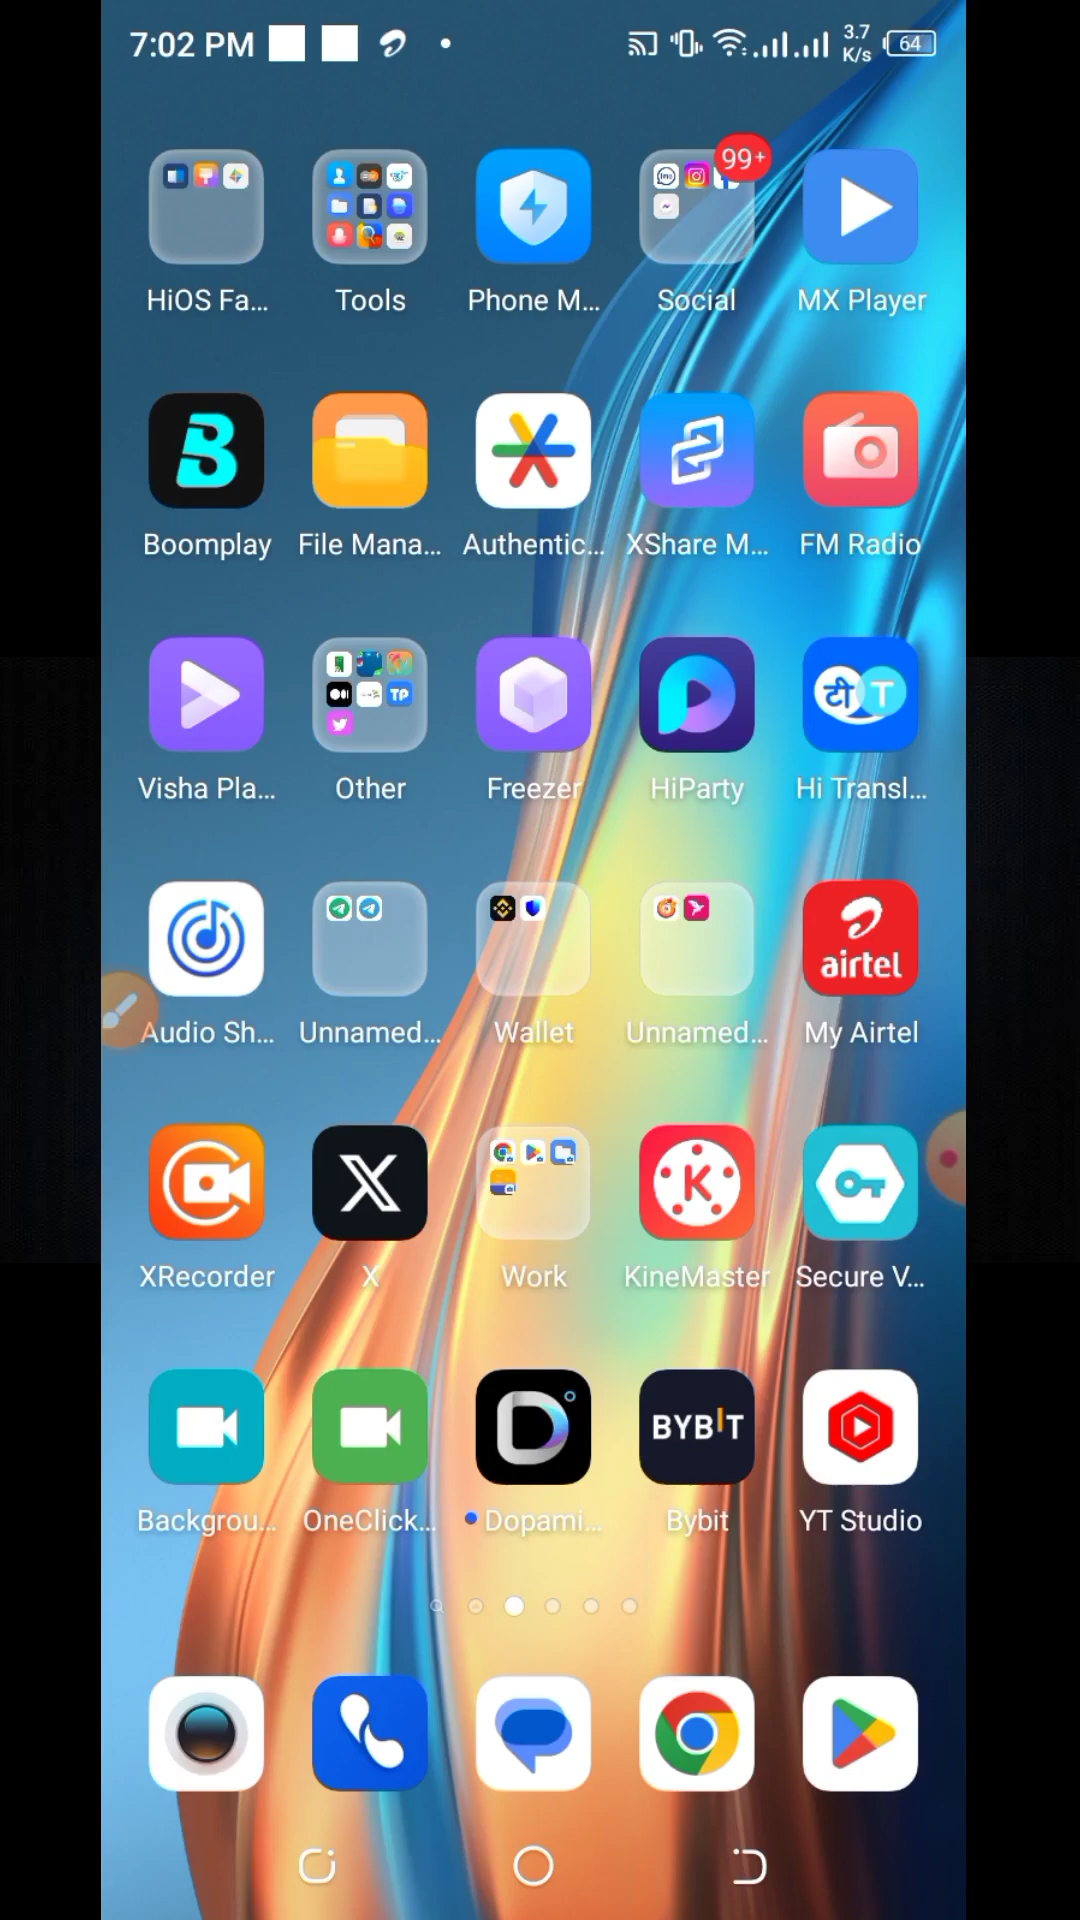 7:02 PM
3.7
K/s
64
99+
HiOS Fa...
Tools
Phone M...
Social
MX Player
Boomplay
File Mana...
Authentic...
XShare M...
FM Radio
TP
टी T
Visha Pla...
Other
Freezer
HiParty
Hi Transl...
airtel
Audio Sh...
Unnamed...
Wallet
Unnamed...
My Airtel
K
XRecorder
X
Work
KineMaster
Secure V...
BYBIT
Backgrou...
OneClick...
Dopami...
Bybit
YT Studio